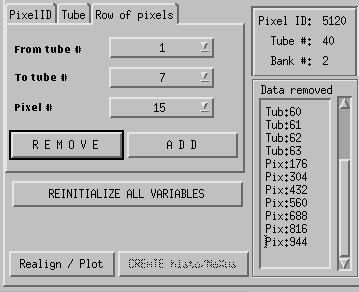 PixelID Tube Row of pixels
From tube # 1
To tube # 7
Pixel # 15
REMOVE ADD
REINITIALIZE ALL VARIABLES
Realign / Plot CREATE histo/NeXus
Pixel ID: 5120
Tube #: 40
Bank #: 2
Data removed
Tub:60
Tub:61
Tub:62
Tub:63
Pix:176
Pix:304
Pix:432
Pix:560
Pix:688
Pix:816
Pix:944